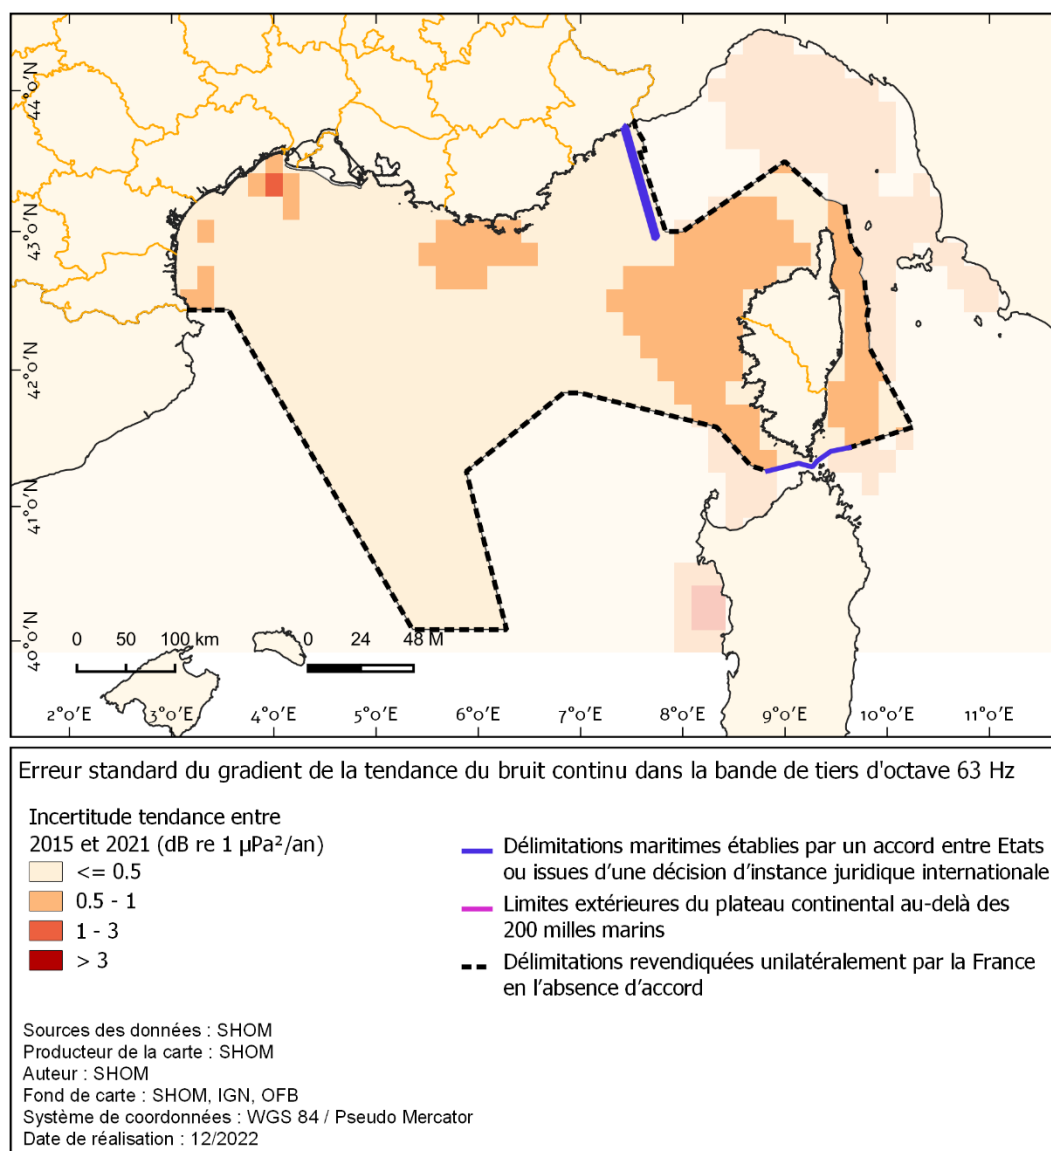 44°0'N
43°0'N
42°0'N
41°0'N
40°0'N
0 50 100 km
0 24 48 M
2°0'E 3°0'E 4°0'E 5°0'E 6°0'E 7°0'E 8°0'E 9°0'E 10°0'E 11°0'E
Erreur standard du gradient de la tendance du bruit continu dans la bande de tiers d'octave 63 Hz
Incertitude tendance entre
2015 et 2021 (dB re 1 µPa²/an)
<= 0.5
0.5 - 1
1 - 3
> 3
Délimitations maritimes établies par un accord entre Etats
ou issues d'une décision d'instance juridique internationale
Limites extérieures du plateau continental au-delà des
200 milles marins
Délimitations revendiquées unilatéralement par la France
en l'absence d'accord
Sources des données : SHOM
Producteur de la carte : SHOM
Auteur : SHOM
Fond de carte : SHOM, IGN, OFB
Système de coordonnées : WGS 84 / Pseudo Mercator
Date de réalisation : 12/2022